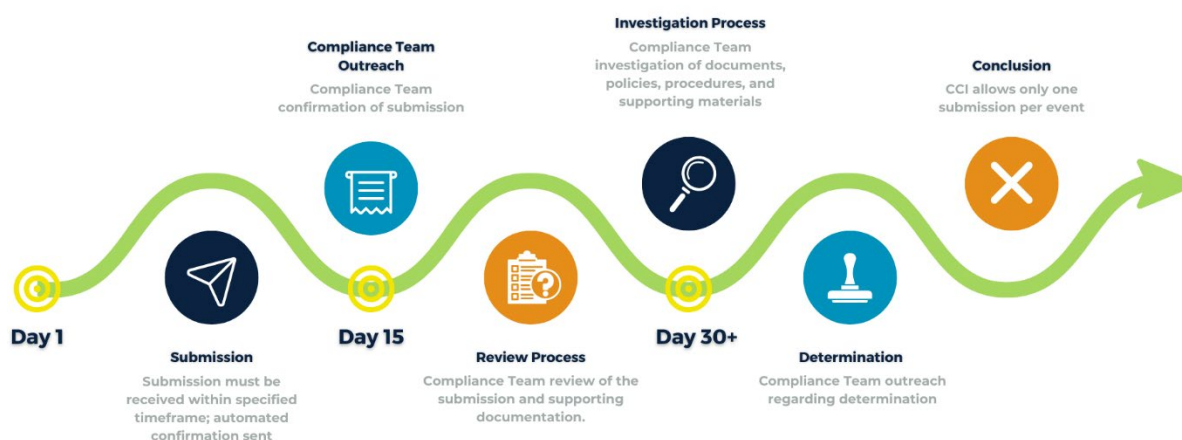 Day 1
Submission
Submission must be
received within specified
timeframe; automated
confirmation sent
Compliance Team
Outreach
Compliance Team
confirmation of submission
Day 15
Review Process
Compliance Team review of the
submission and supporting
documentation.
Investigation Process
Compliance Team
investigation of documents,
policies, procedures, and
supporting materials
Day 30+
Determination
Compliance Team outreach
regarding determination
Conclusion
CCI allows only one
submission per event
?